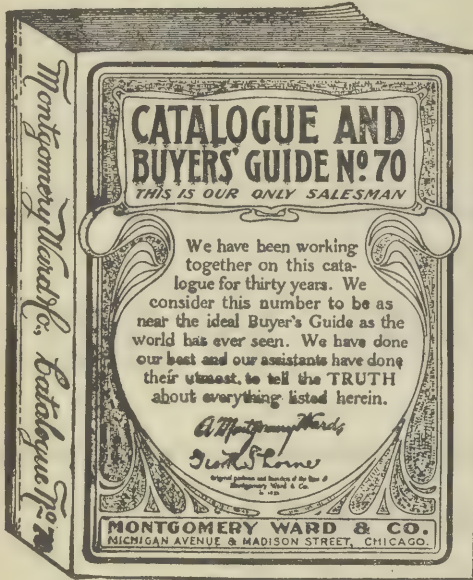 Montgomery Ward & Co., Catalogue No. 70
CATALOGUE AND
BUYERS' GUIDE No. 70
THIS IS OUR ONLY SALESMAN
We have been working
together on this cata-
logue for thirty years. We
consider this number to be as
near the ideal Buyer's Guide as the
world has ever seen. We have done
our best and our assistants have done
their utmost, to tell the TRUTH
about everything listed herein.
A Montgomery Ward
Geo R Thorne
Original partners and founders of the firm of
Montgomery Ward & Co.
MONTGOMERY WARD & CO.
MICHIGAN AVENUE & MADISON STREET, CHICAGO.